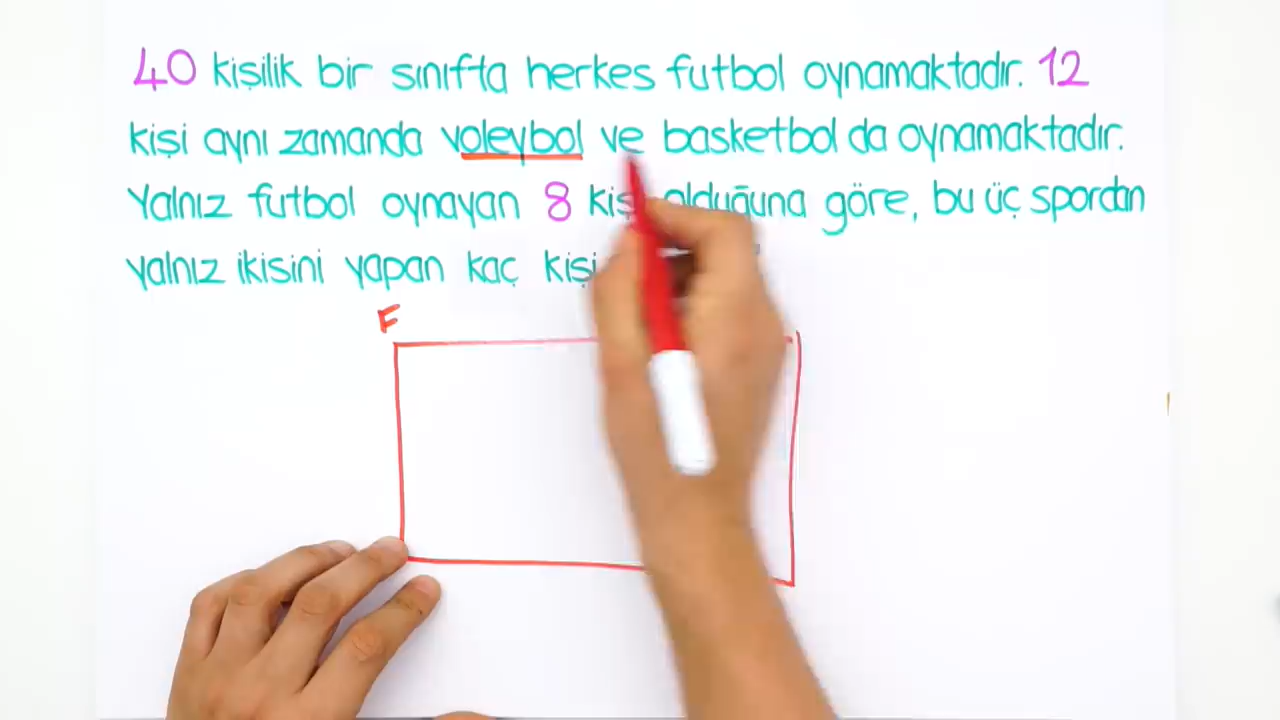 40 kişilik bir sınıfta herkes futbol oynamaktadır. 12
kişi aynı zamanda voleybol ve basketbol da oynamaktadır.
Yalnız futbol oynayan 8 olduğuna göre, bu üç spordan
yalnız ikisini yapan kaç kişi
F